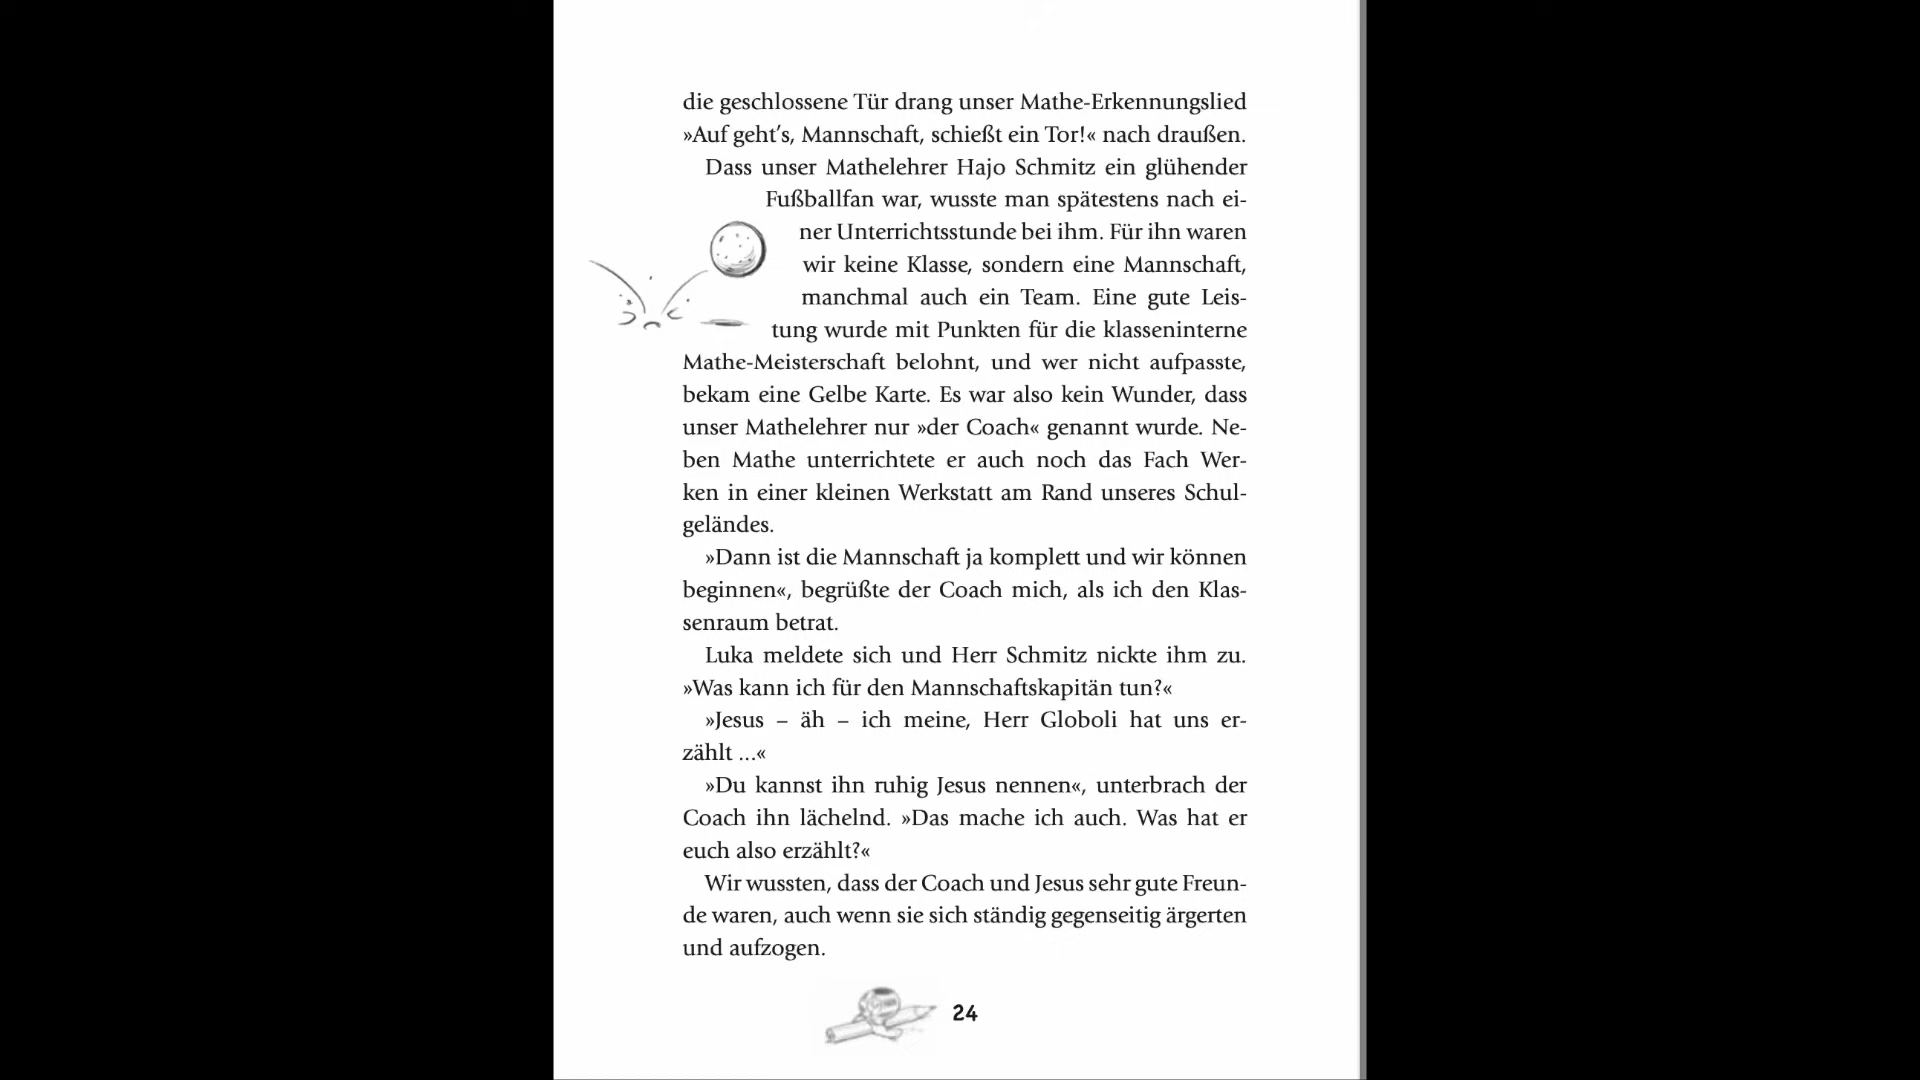 die geschlossene Tür drang unser Mathe-Erkennungslied
»Auf geht's, Mannschaft, schießt ein Tor!« nach draußen.
Dass unser Mathelehrer Hajo Schmitz ein glühender
Fußballfan war, wusste man spätestens nach ei-
ner Unterrichtsstunde bei ihm. Für ihn waren
wir keine Klasse, sondern eine Mannschaft,
manchmal auch ein Team. Eine gute Leis-
tung wurde mit Punkten für die klasseninterne
Mathe-Meisterschaft belohnt, und wer nicht aufpasste,
bekam eine Gelbe Karte. Es war also kein Wunder, dass
unser Mathelehrer nur »der Coach« genannt wurde. Ne-
ben Mathe unterrichtete er auch noch das Fach Wer-
ken in einer kleinen Werkstatt am Rand unseres Schul-
geländes.
»Dann ist die Mannschaft ja komplett und wir können
beginnen«, begrüßte der Coach mich, als ich den Klas-
senraum betrat.
Luka meldete sich und Herr Schmitz nickte ihm zu.
»Was kann ich für den Mannschaftskapitän tun?«
»Jesus – äh – ich meine, Herr Globoli hat uns er-
zählt ...«
»Du kannst ihn ruhig Jesus nennen«, unterbrach der
Coach ihn lächelnd. »Das mache ich auch. Was hat er
euch also erzählt?«
Wir wussten, dass der Coach und Jesus sehr gute Freun-
de waren, auch wenn sie sich ständig gegenseitig ärgerten
und aufzogen.
24